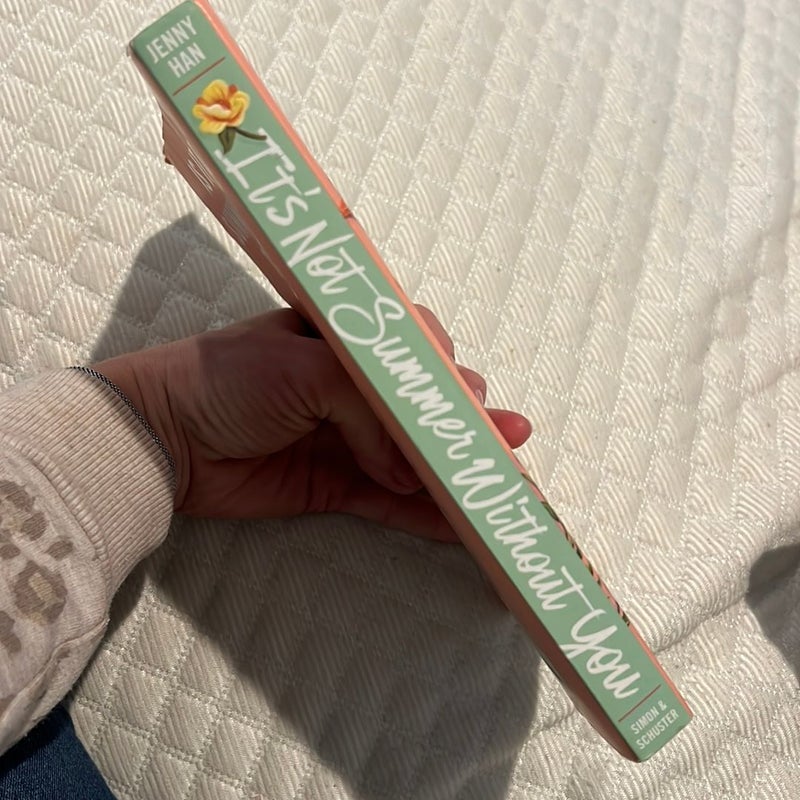 JENNY
HAN
It's Not Summer Without You
SIMON &
SCHUSTER